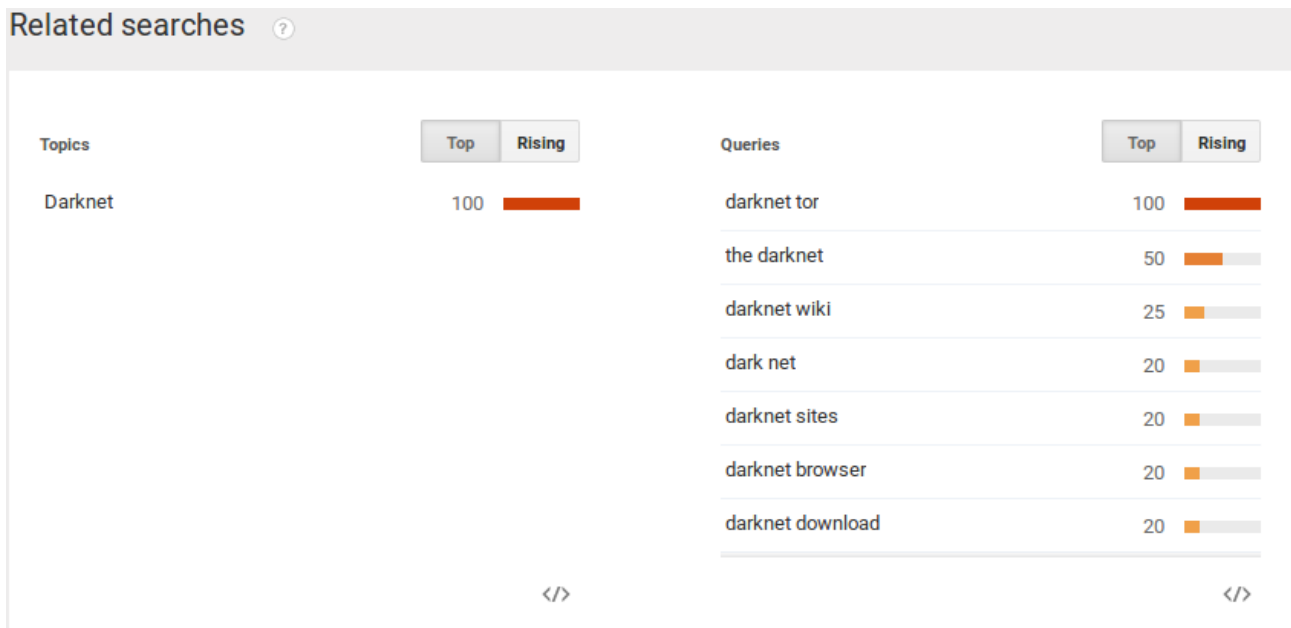 Related searches ?
Topics Top Rising
Darknet 100
</>
Queries Top Rising
darknet tor 100
the darknet 50
darknet wiki 25
dark net 20
darknet sites 20
darknet browser 20
darknet download 20
</>